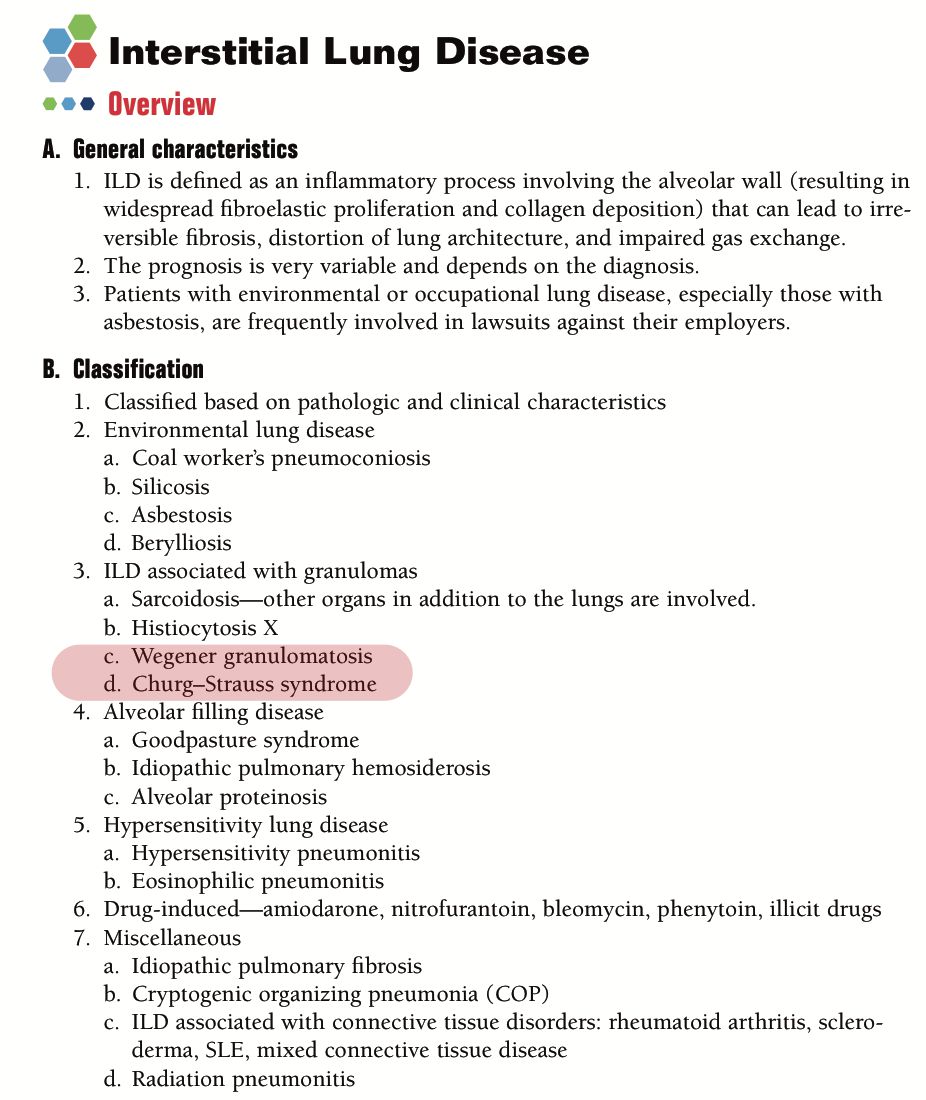 Interstitial Lung Disease
Overview
A. General characteristics
1. ILD is defined as an inflammatory process involving the alveolar wall (resulting in
widespread fibroelastic proliferation and collagen deposition) that can lead to irre-
versible fibrosis, distortion of lung architecture, and impaired gas exchange.
2. The prognosis is very variable and depends on the diagnosis.
3. Patients with environmental or occupational lung disease, especially those with
asbestosis, are frequently involved in lawsuits against their employers.
B. Classification
1. Classified based on pathologic and clinical characteristics
2. Environmental lung disease
a. Coal worker's pneumoconiosis
b. Silicosis
c. Asbestosis
d. Berylliosis
3. ILD associated with granulomas
a. Sarcoidosis—other organs in addition to the lungs are involved.
b. Histiocytosis X
c. Wegener granulomatosis
d. Churg–Strauss syndrome
4. Alveolar filling disease
a. Goodpasture syndrome
b. Idiopathic pulmonary hemosiderosis
c. Alveolar proteinosis
5. Hypersensitivity lung disease
a. Hypersensitivity pneumonitis
b. Eosinophilic pneumonitis
6. Drug-induced—amiodarone, nitrofurantoin, bleomycin, phenytoin, illicit drugs
7. Miscellaneous
a. Idiopathic pulmonary fibrosis
b. Cryptogenic organizing pneumonia (COP)
c. ILD associated with connective tissue disorders: rheumatoid arthritis, sclero-
derma, SLE, mixed connective tissue disease
d. Radiation pneumonitis